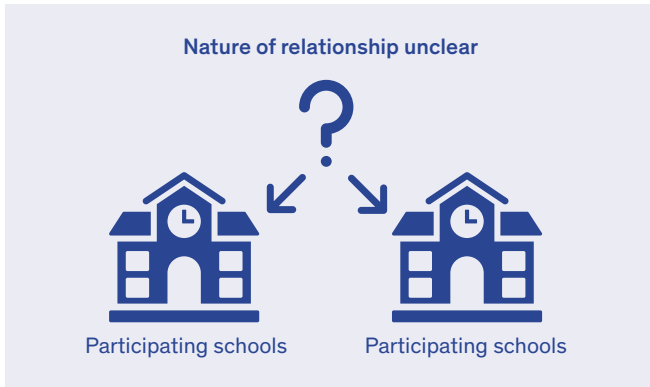 Nature of relationship unclear
?
Participating schools
Participating schools